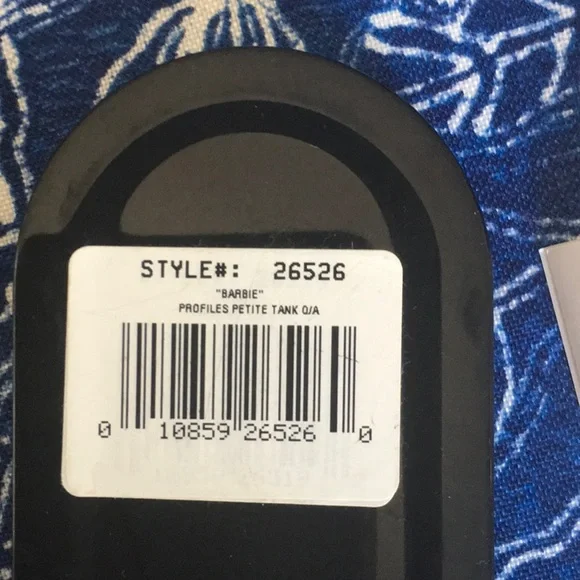 STYLE#: 26526
"BARBIE"
PROFILES PETITE TANK Q/A
0 10859 26526 0